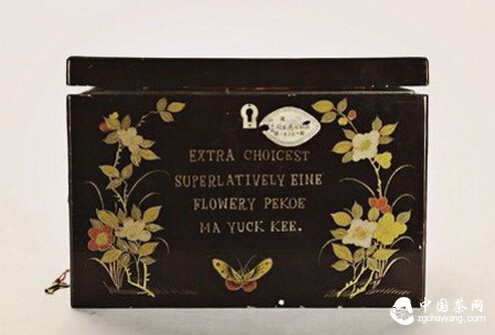 EXTRA CHOICEST
SUPERLATIVELY EINE
FLOWERY PEKOE
MA YUCK KEE.
中国茶网
zgchawang.com